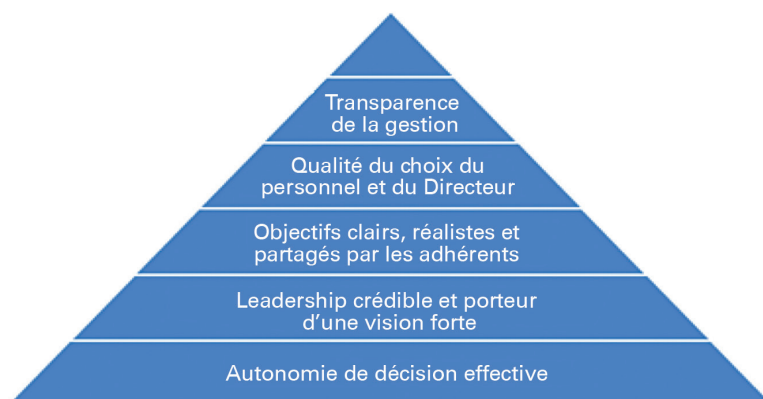 Transparence
de la gestion
Qualité du choix du
personnel et du Directeur
Objectifs clairs, réalistes et
partagés par les adhérents
Leadership crédible et porteur
d’une vision forte
Autonomie de décision effective